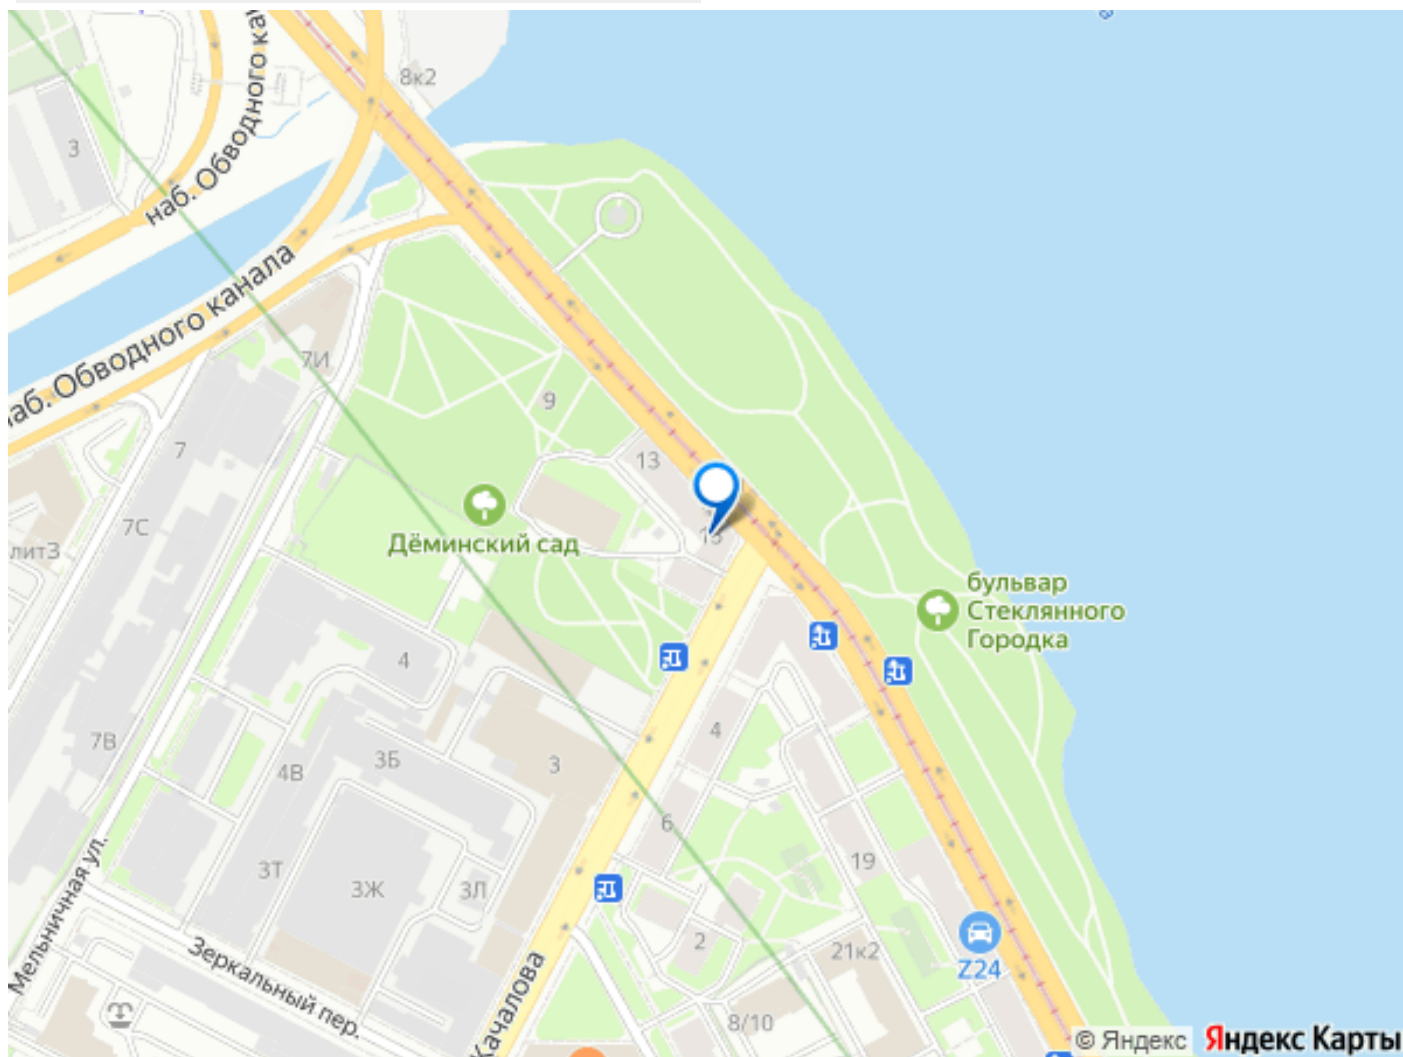 наб. Обводного ка
8к2
3
наб. Обводного канала
7И
9
7
13
7С
15
Дёминский сад
бульвар
Стеклянного
Городка
4
4
7В
3Б
4В
3
6
19
3Т
3Ж
3Л
2
21к2
Z24
Мельничная ул.
Зеркальный пер.
Качалова
8/10
© Яндекс
Яндекс Карты